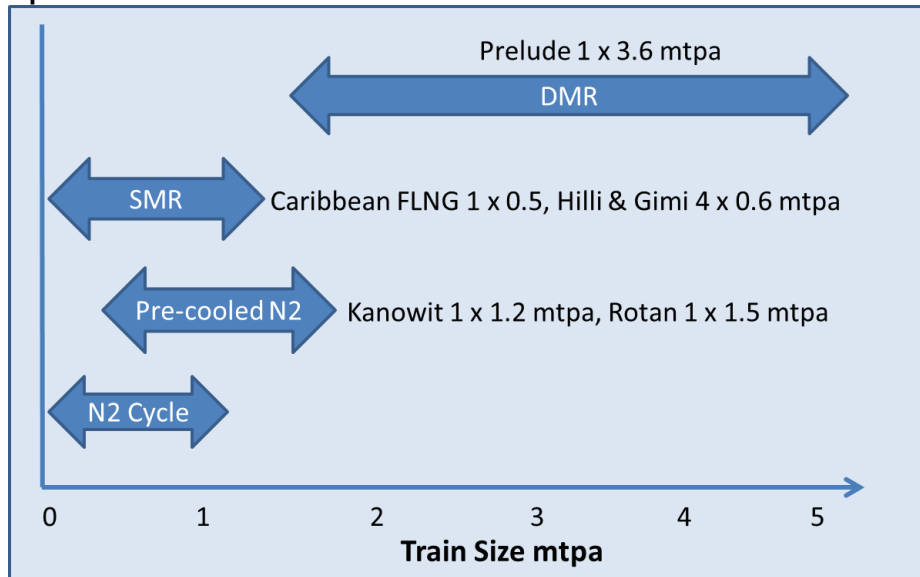 Prelude 1 x 3.6 mtpa
DMR
SMR
Caribbean FLNG 1 x 0.5, Hilli & Gimi 4 x 0.6 mtpa
Pre-cooled N2
Kanowit 1 x 1.2 mtpa, Rotan 1 x 1.5 mtpa
N2 Cycle
0 1 2 3 4 5
Train Size mtpa